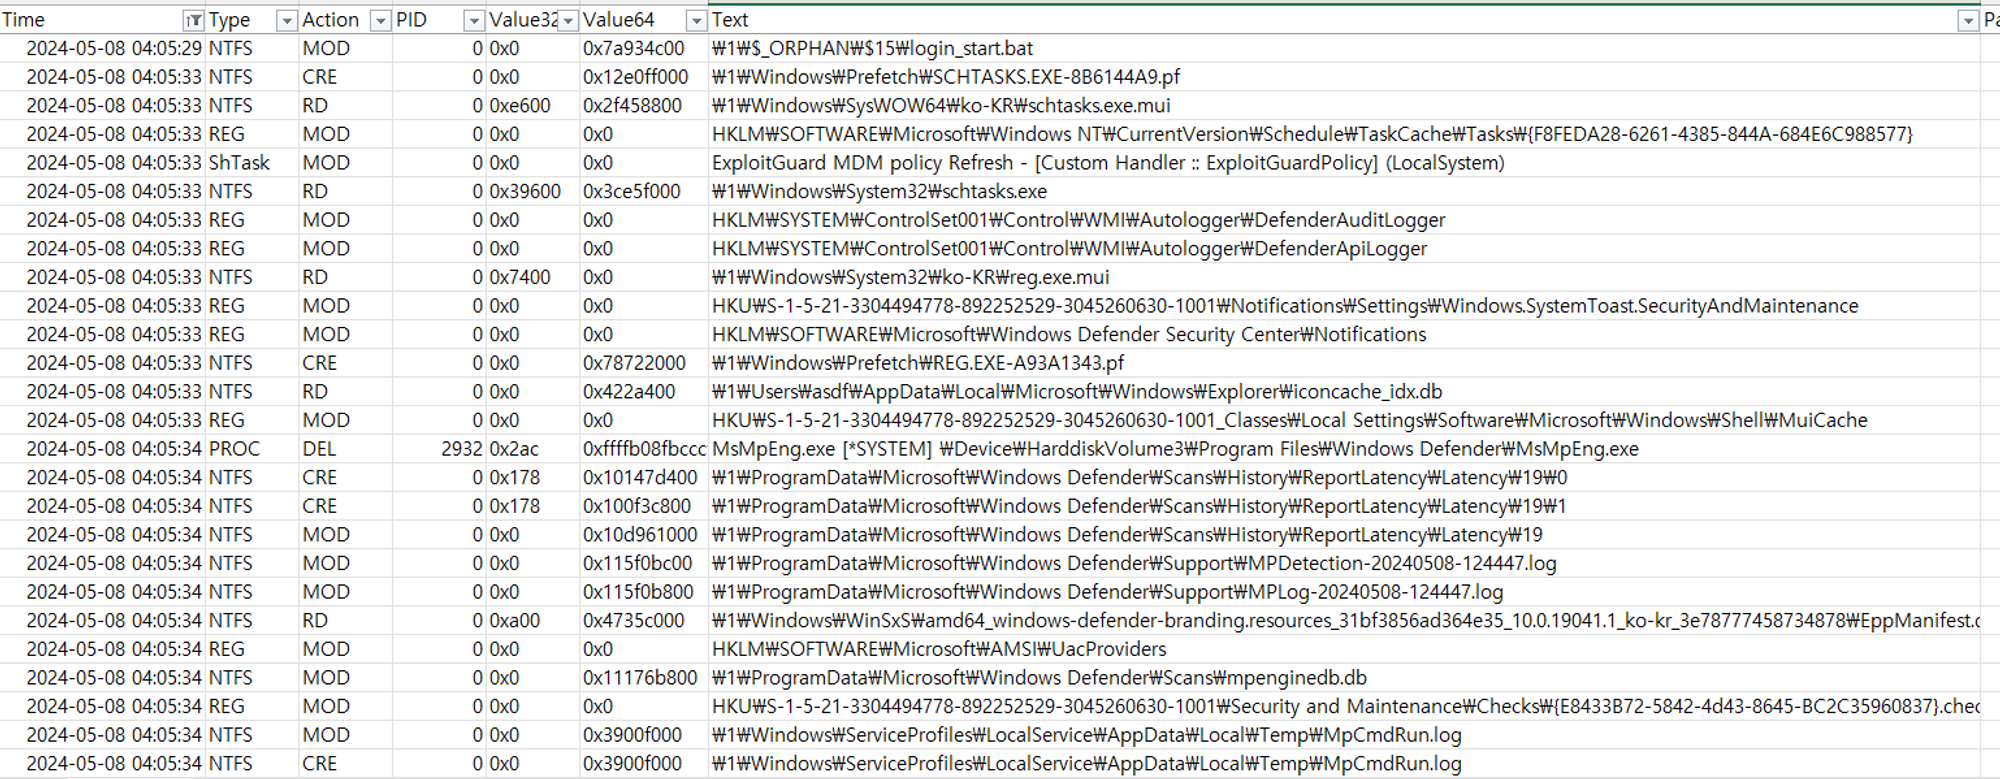 Time Type Action PID Value32 Value64 Text Pa
2024-05-08 04:05:29 NTFS MOD 0 0x0 0x7a934c00 ₩1₩$_ORPHAN₩$15₩login_start.bat
2024-05-08 04:05:33 NTFS CRE 0 0x0 0x12e0ff000 ₩1₩Windows₩Prefetch₩SCHTASKS.EXE-8B6144A9.pf
2024-05-08 04:05:33 NTFS RD 0 0xe600 0x2f458800 ₩1₩Windows₩SysWOW64₩ko-KR₩schtasks.exe.mui
2024-05-08 04:05:33 REG MOD 0 0x0 0x0 HKLM₩SOFTWARE₩Microsoft₩Windows NT₩CurrentVersion₩Schedule₩TaskCache₩Tasks₩{F8FEDA28-6261-4385-844A-684E6C988577}
2024-05-08 04:05:33 ShTask MOD 0 0x0 0x0 ExploitGuard MDM policy Refresh - [Custom Handler :: ExploitGuardPolicy] (LocalSystem)
2024-05-08 04:05:33 NTFS RD 0 0x39600 0x3ce5f000 ₩1₩Windows₩System32₩schtasks.exe
2024-05-08 04:05:33 REG MOD 0 0x0 0x0 HKLM₩SYSTEM₩ControlSet001₩Control₩WMI₩Autologger₩DefenderAuditLogger
2024-05-08 04:05:33 REG MOD 0 0x0 0x0 HKLM₩SYSTEM₩ControlSet001₩Control₩WMI₩Autologger₩DefenderApiLogger
2024-05-08 04:05:33 NTFS RD 0 0x7400 0x0 ₩1₩Windows₩System32₩ko-KR₩reg.exe.mui
2024-05-08 04:05:33 REG MOD 0 0x0 0x0 HKU₩S-1-5-21-3304494778-892252529-3045260630-1001₩Notifications₩Settings₩Windows.SystemToast.SecurityAndMaintenance
2024-05-08 04:05:33 REG MOD 0 0x0 0x0 HKLM₩SOFTWARE₩Microsoft₩Windows Defender Security Center₩Notifications
2024-05-08 04:05:33 NTFS CRE 0 0x0 0x78722000 ₩1₩Windows₩Prefetch₩REG.EXE-A93A1343.pf
2024-05-08 04:05:33 NTFS RD 0 0x0 0x422a400 ₩1₩Users₩asdf₩AppData₩Local₩Microsoft₩Windows₩Explorer₩iconcache_idx.db
2024-05-08 04:05:33 REG MOD 0 0x0 0x0 HKU₩S-1-5-21-3304494778-892252529-3045260630-1001_Classes₩Local Settings₩Software₩Microsoft₩Windows₩Shell₩MuiCache
2024-05-08 04:05:34 PROC DEL 2932 0x2ac 0xffffb08fbccc MsMpEng.exe [*SYSTEM] ₩Device₩HarddiskVolume3₩Program Files₩Windows Defender₩MsMpEng.exe
2024-05-08 04:05:34 NTFS CRE 0 0x178 0x10147d400 ₩1₩ProgramData₩Microsoft₩Windows Defender₩Scans₩History₩ReportLatency₩Latency₩19₩0
2024-05-08 04:05:34 NTFS CRE 0 0x178 0x100f3c800 ₩1₩ProgramData₩Microsoft₩Windows Defender₩Scans₩History₩ReportLatency₩Latency₩19₩1
2024-05-08 04:05:34 NTFS MOD 0 0x0 0x10d961000 ₩1₩ProgramData₩Microsoft₩Windows Defender₩Scans₩History₩ReportLatency₩Latency₩19
2024-05-08 04:05:34 NTFS MOD 0 0x0 0x115f0bc00 ₩1₩ProgramData₩Microsoft₩Windows Defender₩Support₩MPDetection-20240508-124447.log
2024-05-08 04:05:34 NTFS MOD 0 0x0 0x115f0b800 ₩1₩ProgramData₩Microsoft₩Windows Defender₩Support₩MPLog-20240508-124447.log
2024-05-08 04:05:34 NTFS RD 0 0xa00 0x4735c000 ₩1₩Windows₩WinSxS₩amd64_windows-defender-branding.resources_31bf3856ad364e35_10.0.19041.1_ko-kr_3e78777458734878₩EppManifest.d
2024-05-08 04:05:34 REG MOD 0 0x0 0x0 HKLM₩SOFTWARE₩Microsoft₩AMSI₩UacProviders
2024-05-08 04:05:34 NTFS MOD 0 0x0 0x11176b800 ₩1₩ProgramData₩Microsoft₩Windows Defender₩Scans₩mpenginedb.db
2024-05-08 04:05:34 REG MOD 0 0x0 0x0 HKU₩S-1-5-21-3304494778-892252529-3045260630-1001₩Security and Maintenance₩Checks₩{E8433B72-5842-4d43-8645-BC2C35960837}.chec
2024-05-08 04:05:34 NTFS MOD 0 0x0 0x3900f000 ₩1₩Windows₩ServiceProfiles₩LocalService₩AppData₩Local₩Temp₩MpCmdRun.log
2024-05-08 04:05:34 NTFS CRE 0 0x0 0x3900f000 ₩1₩Windows₩ServiceProfiles₩LocalService₩AppData₩Local₩Temp₩MpCmdRun.log